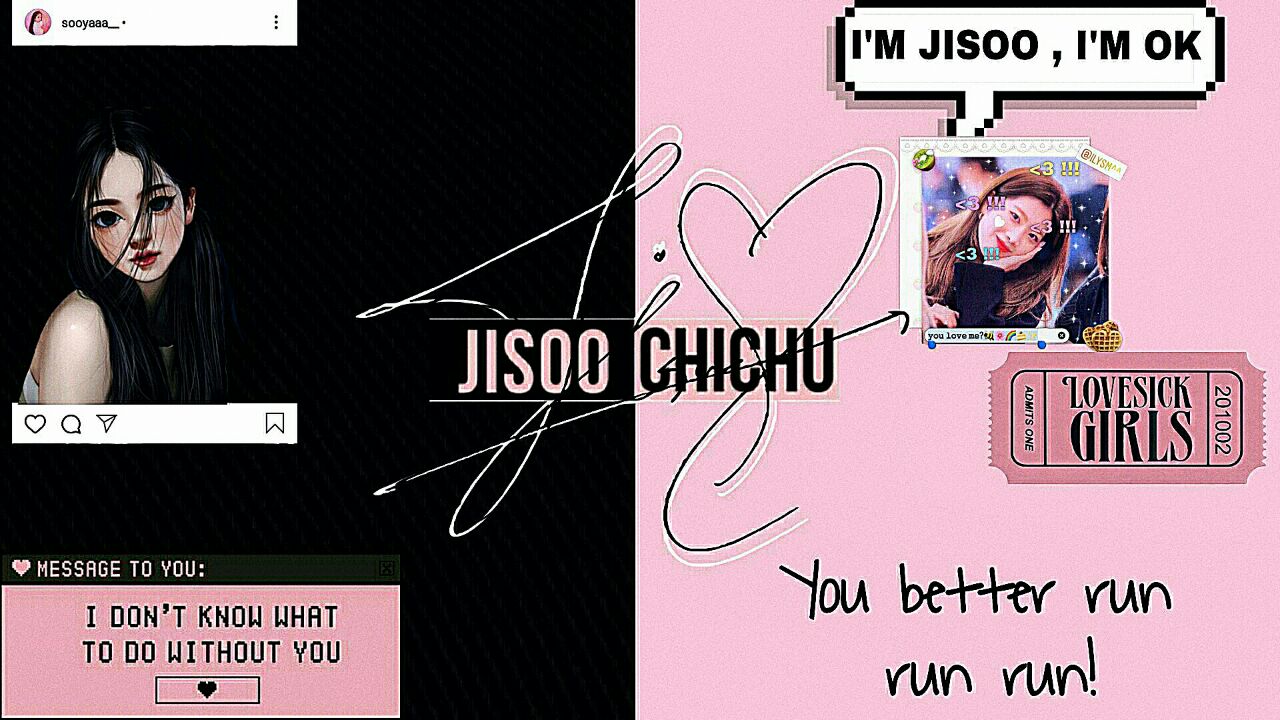 sooyaaa__ •
I'M JISOO , I'M OK
@ILYSMAA
<3 !!!
<3 !!!
<3 !!!
<3 !!!
you love me?
JISOO CHICHU
ADMITS ONE
LOVESICK
GIRLS
201002
MESSAGE TO YOU:
I DON'T KNOW WHAT
TO DO WITHOUT YOU
You better run
run run!